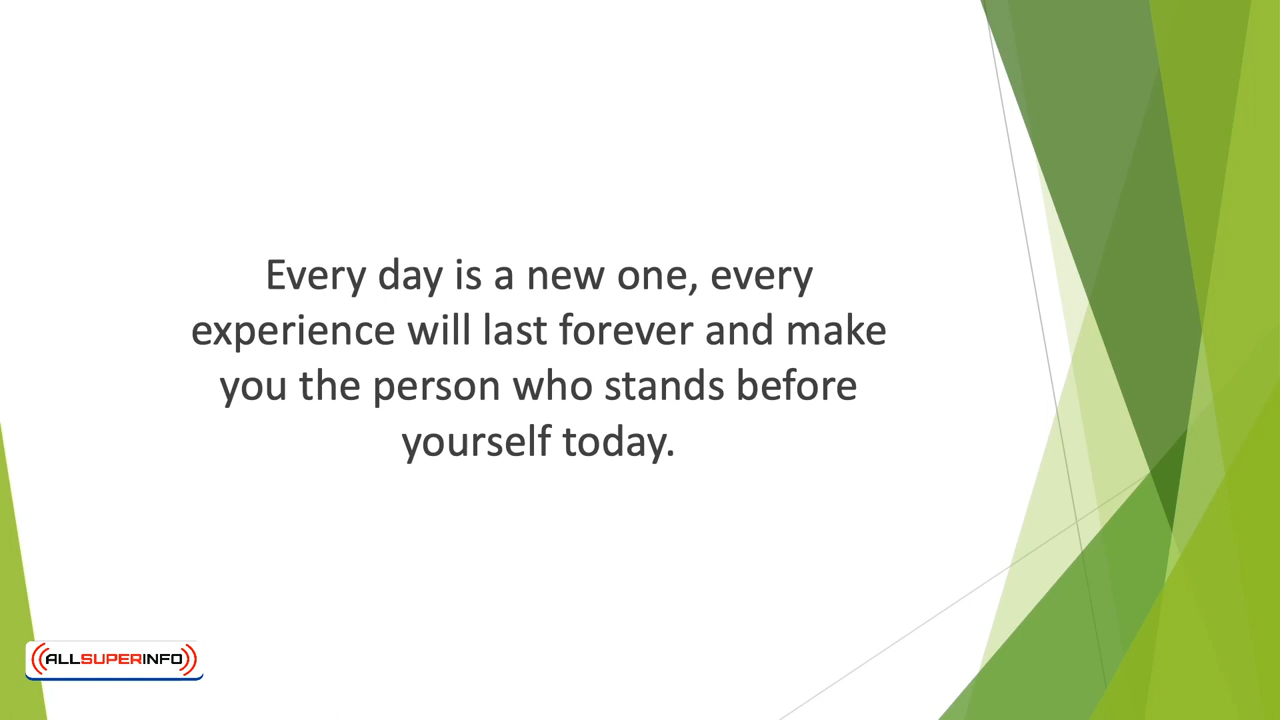 Every day is a new one, every
experience will last forever and make
you the person who stands before
yourself today.
ALLSUPERINFO